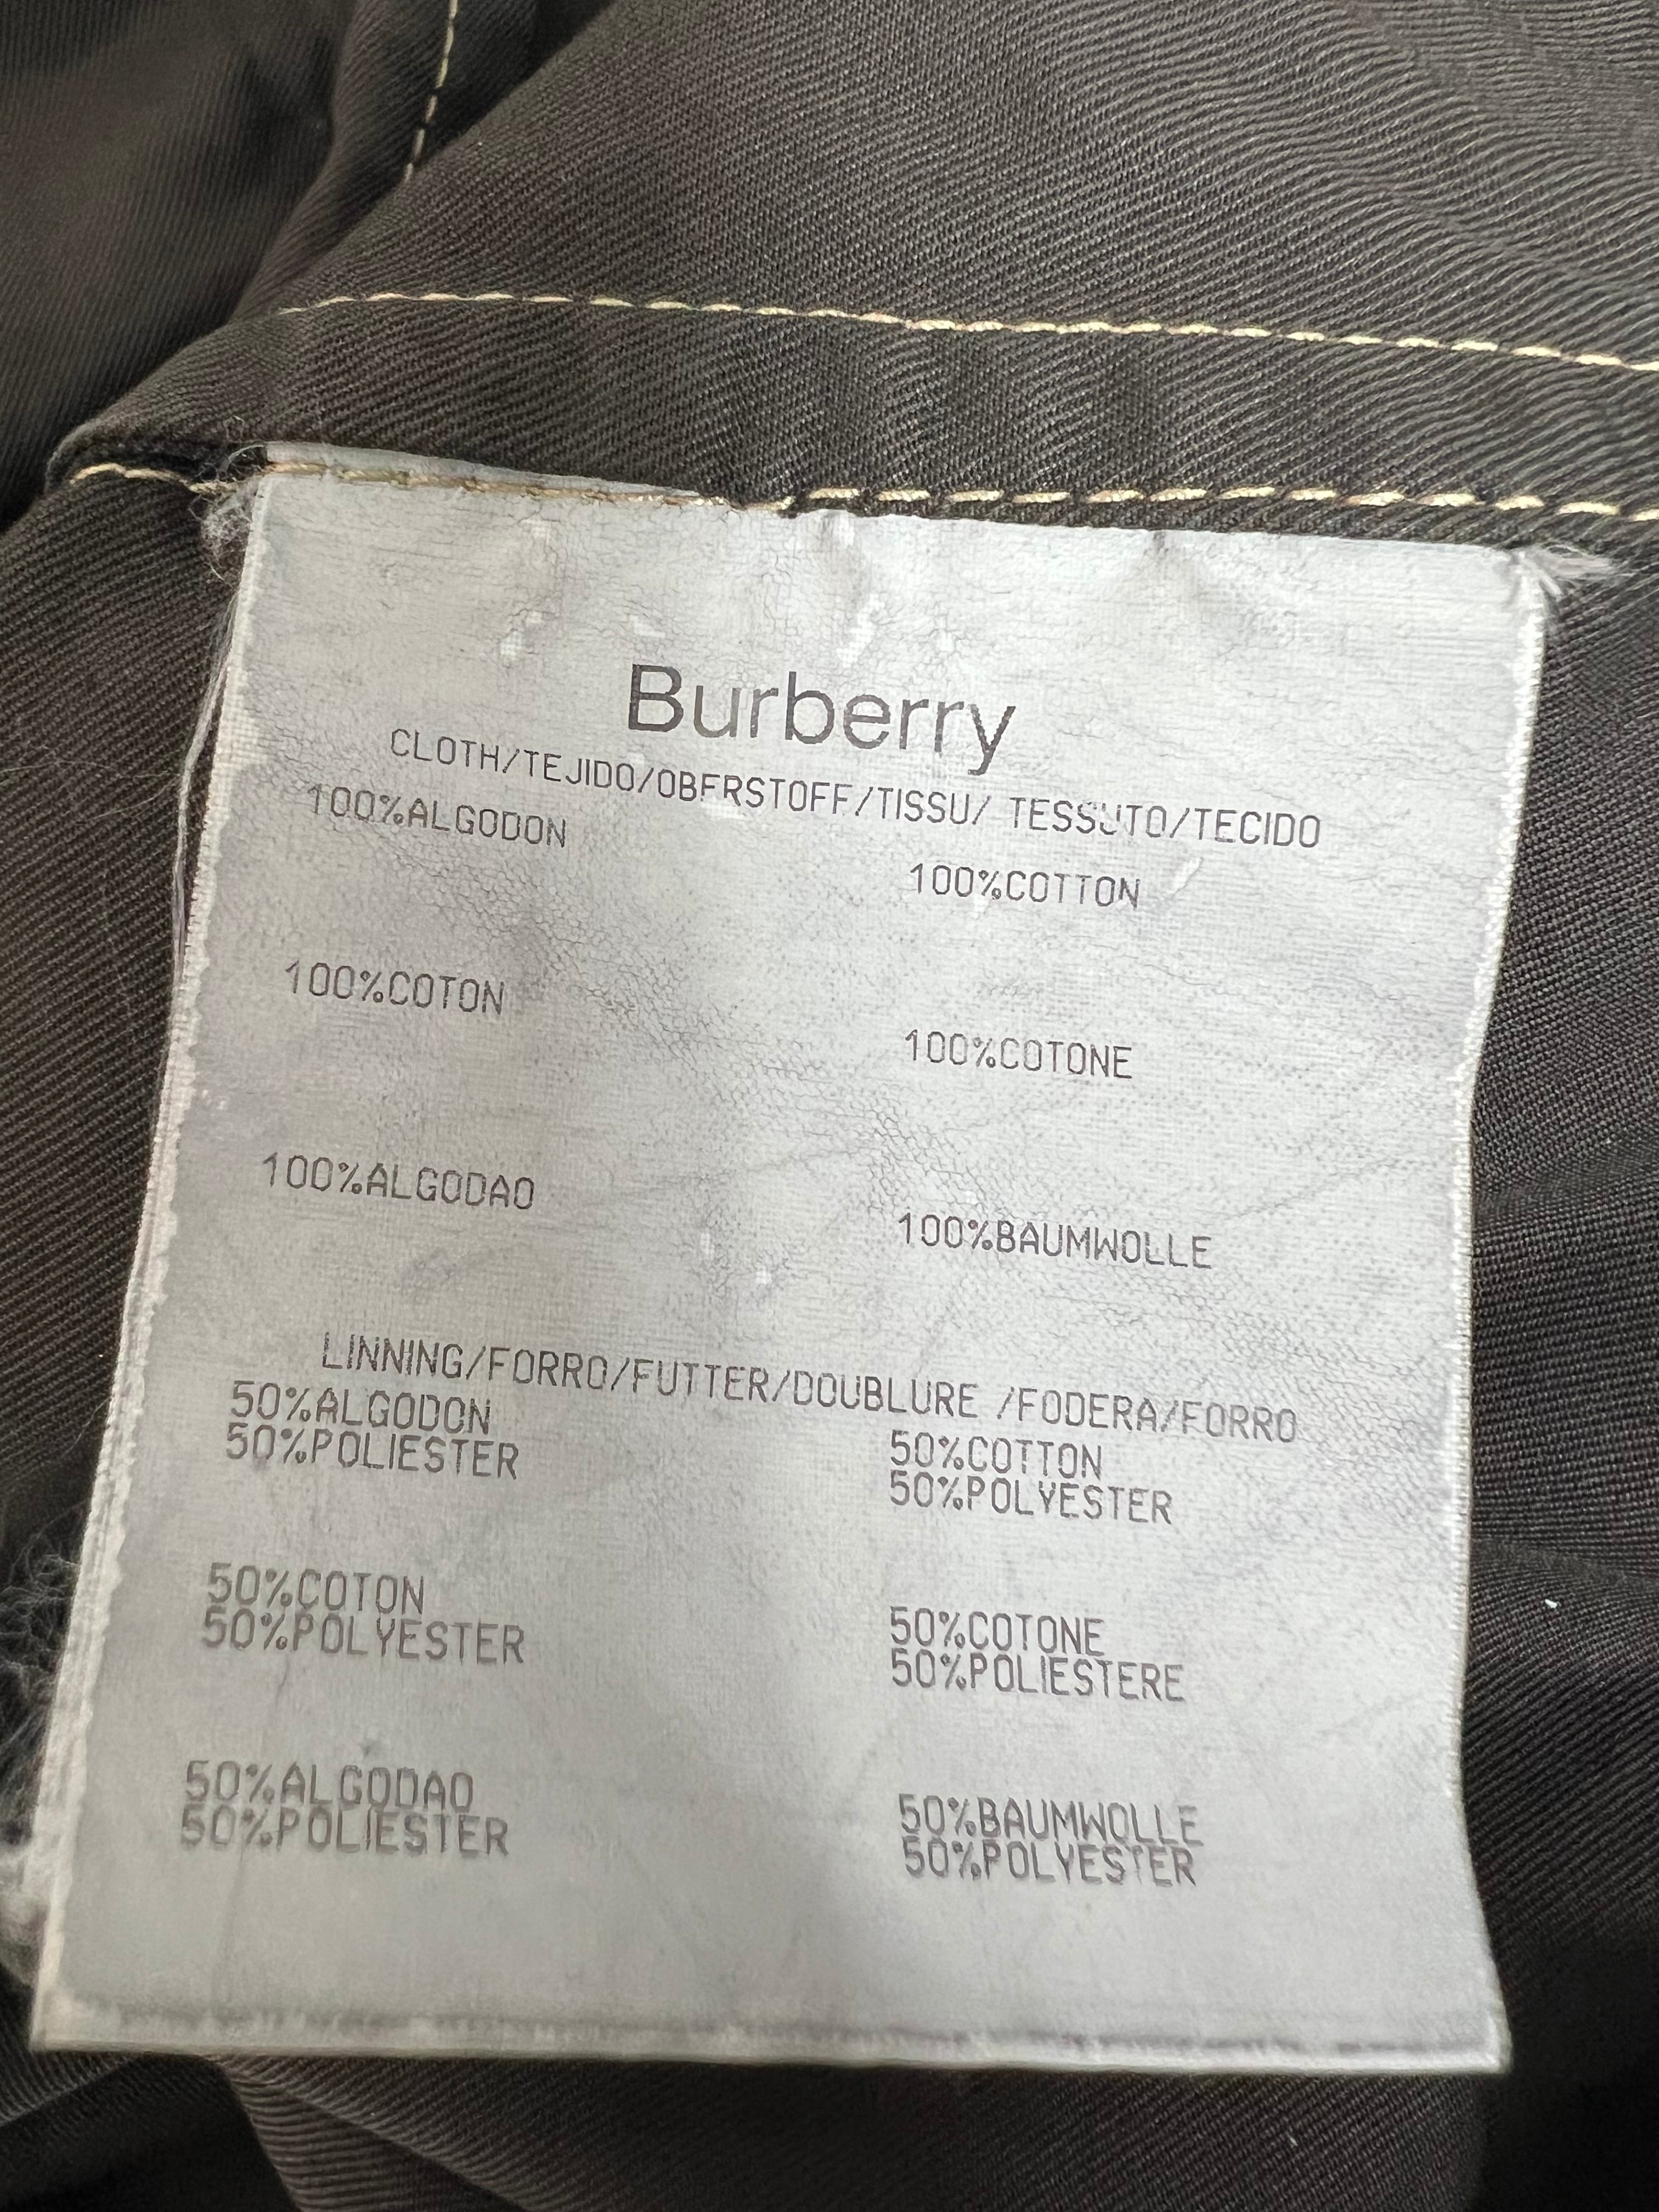 Burberry
CLOTH/TEJIDO/OBFRSTOFF/TISSU/ TESSUTO/TECIDO
100%ALGODON
100%COTTON
100%COTON
100%COTONE
100%ALGODAO
100%BAUMWOLLE
LINNING/FORRO/FUTTER/DOUBLURE /FODERA/FORRO
50%ALGODON
50%POLIESTER
50%COTTON
50%POLYESTER
50%COTON
50%POLYESTER
50%COTONE
50%POLIESTERE
50%ALGODAO
50%POLIESTER
50%BAUMWOLLE
50%POLYESTER